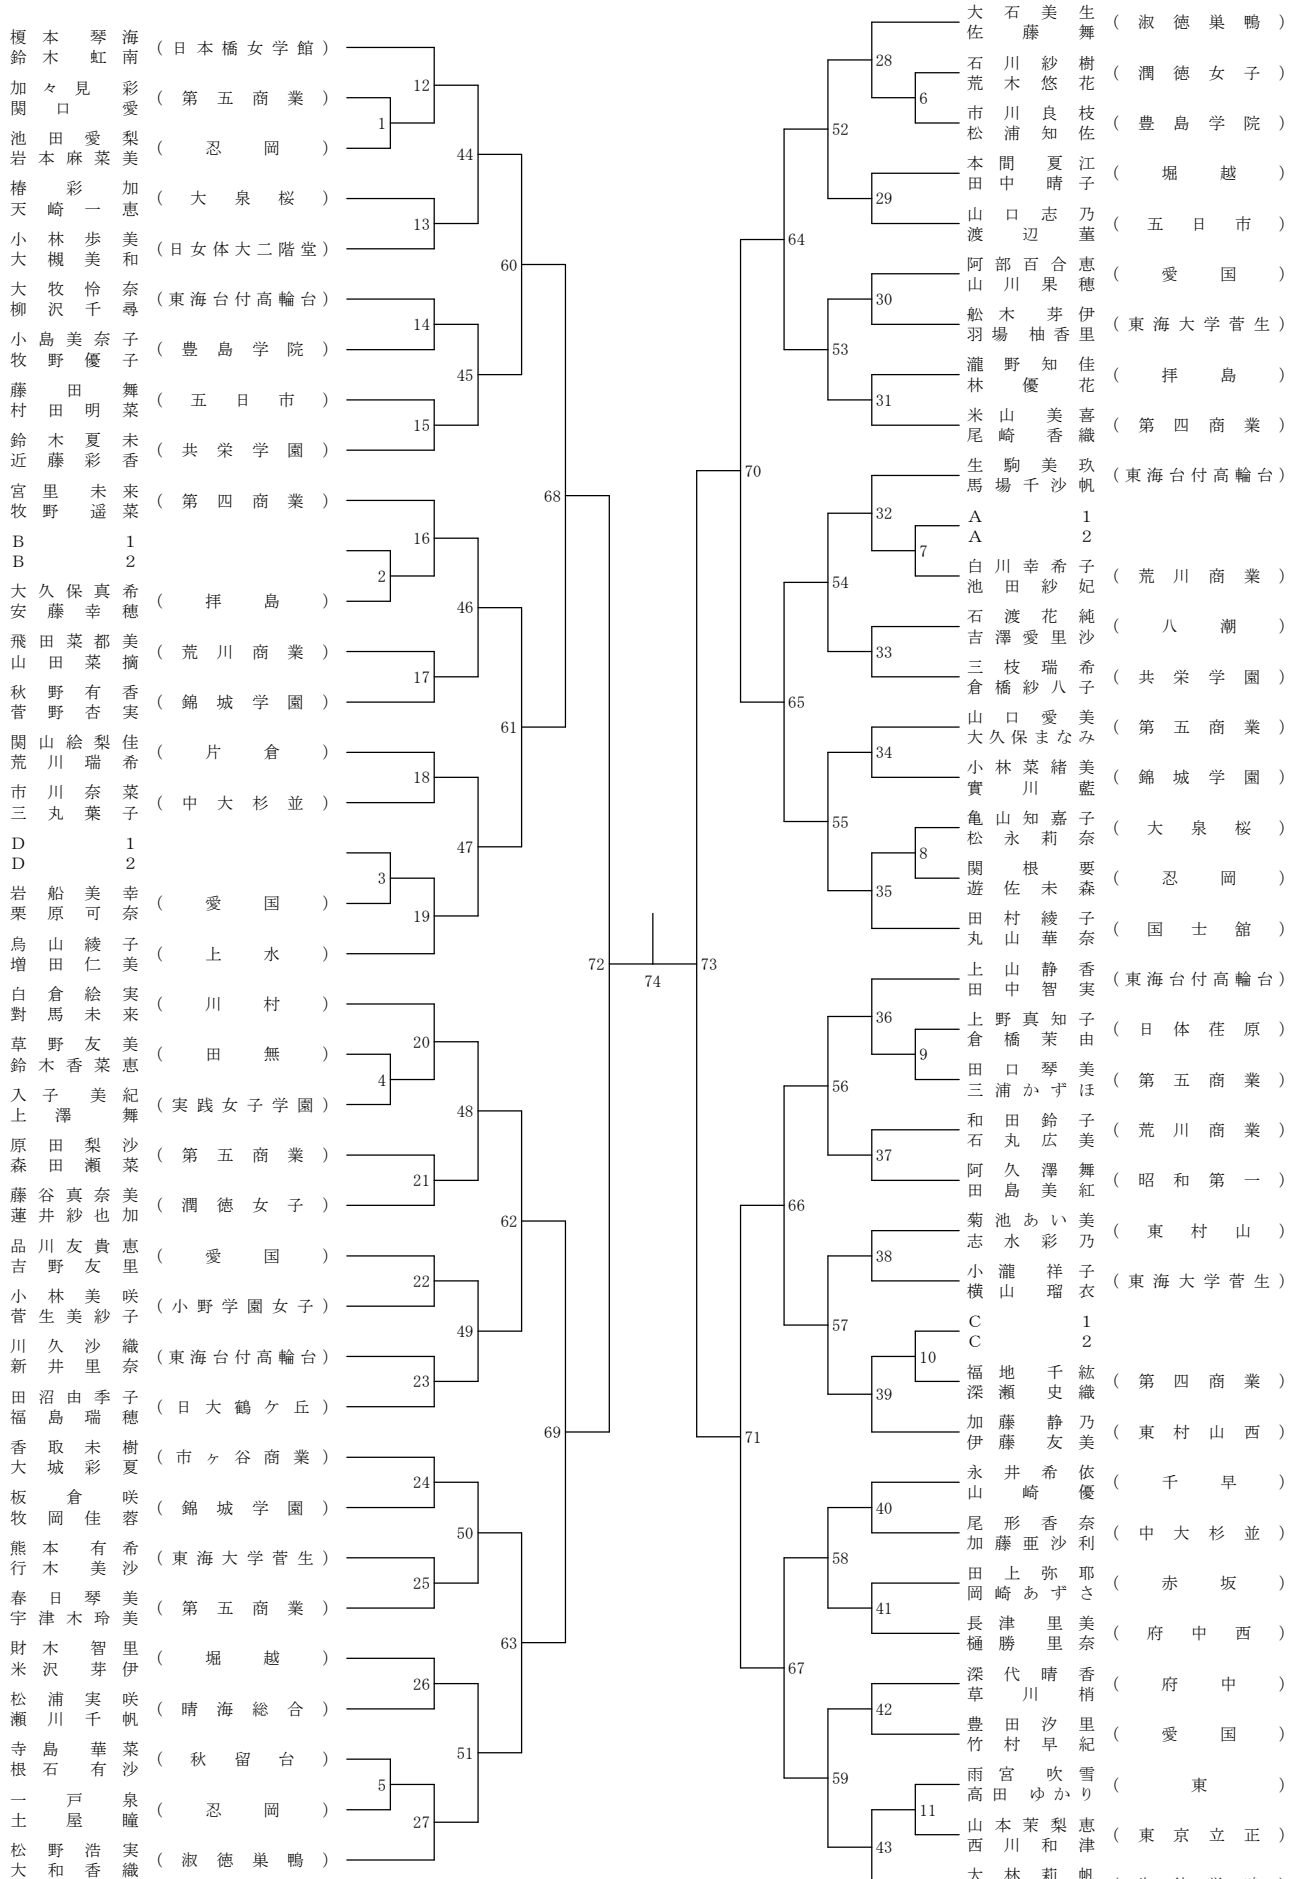 榎本琴海
鈴木虹南
(日本橋女学館)
加々見彩
関口愛
(第五商業)
池田愛梨
岩本麻菜美
(忍岡)
椿彩加
天崎一恵
(大泉桜)
小林歩美
大槻美和
(日女体大二階堂)
大牧怜奈
柳沢千尋
(東海台付高輪台)
小島美奈子
牧野優子
(豊島学院)
藤田舞
村田明菜
(五日市)
鈴木夏未
近藤彩香
(共栄学園)
宮里未来
牧野遥菜
(第四商業)
B1
B2
大久保真希
安藤幸穂
(拝島)
飛田菜都美
山田菜摘
(荒川商業)
秋野有香
菅野杏実
(錦城学園)
関山絵梨佳
荒川瑞希
(片倉)
市川奈菜
三丸葉子
(中大杉並)
D1
D2
岩船美幸
栗原可奈
(愛国)
烏山綾子
増田仁美
(上水)
白倉絵実
對馬未来
(川村)
草野友美
鈴木香菜恵
(田無)
入子美紀
上澤舞
(実践女子学園)
原田梨沙
森田瀬菜
(第五商業)
藤谷真奈美
蓮井紗也加
(潤徳女子)
品川友貴恵
吉野友里
(愛国)
小林美咲
菅生美紗子
(小野学園女子)
川久沙織
新井里奈
(東海台付高輪台)
田沼由季子
福島瑞穂
(日大鶴ケ丘)
香取未樹
大城彩夏
(市ヶ谷商業)
板倉咲
牧岡佳蓉
(錦城学園)
熊本有希
行木美沙
(東海大学菅生)
春日琴美
宇津木玲美
(第五商業)
財木智里
米沢芽伊
(堀越)
松浦実咲
瀬川千帆
(晴海総合)
寺島華菜
根石有沙
(秋留台)
一戸泉
土屋瞳
(忍岡)
松野浩実
大和香織
(淑徳巣鴨)
1
2
3
4
5
12
13
14
15
16
17
18
19
20
21
22
23
24
25
26
27
44
45
46
47
48
49
50
51
60
61
62
63
68
69
72
74
73
70
71
64
65
66
67
52
53
54
55
56
57
58
59
28
29
30
31
32
33
34
35
36
37
38
39
40
41
42
43
6
7
8
9
10
11
大石美生
佐藤舞
(淑徳巣鴨)
石川紗樹
荒木悠花
(潤徳女子)
市川良枝
松浦知佐
(豊島学院)
本間夏江
田中晴子
(堀越)
山口志乃
渡辺菫
(五日市)
阿部百合恵
山川果穂
(愛国)
舩木芽伊
羽場柚香里
(東海大学菅生)
瀧野知佳
林優花
(拝島)
米山美喜
尾崎香織
(第四商業)
生駒美玖
馬場千沙帆
(東海台付高輪台)
A1
A2
白川幸希子
池田紗妃
(荒川商業)
石渡花純
吉澤愛里沙
(八潮)
三枝瑞希
倉橋紗八子
(共栄学園)
山口愛美
大久保まなみ
(第五商業)
小林菜緒美
實川藍
(錦城学園)
亀山知嘉子
松永莉奈
(大泉桜)
関根要
遊佐未森
(忍岡)
田村綾子
丸山華奈
(国士舘)
上山静香
田中智実
(東海台付高輪台)
上野真知子
倉橋茉由
(日体荏原)
田口琴美
三浦かずほ
(第五商業)
和田鈴子
石丸広美
(荒川商業)
阿久澤舞
田島美紅
(昭和第一)
菊池あい美
志水彩乃
(東村山)
小瀧祥子
横山瑠衣
(東海大学菅生)
C1
C2
福地千紘
深瀬史織
(第四商業)
加藤静乃
伊藤友美
(東村山西)
永井希依
山崎優
(千早)
尾形香奈
加藤亜沙利
(中大杉並)
田上弥耶
岡崎あずさ
(赤坂)
長津里美
樋勝里奈
(府中西)
深代晴香
草川梢
(府中)
豊田汐里
竹村早紀
(愛国)
雨宮吹雪
高田ゆかり
(東)
山本茉梨恵
西川和津
(東京立正)
大林莉帆